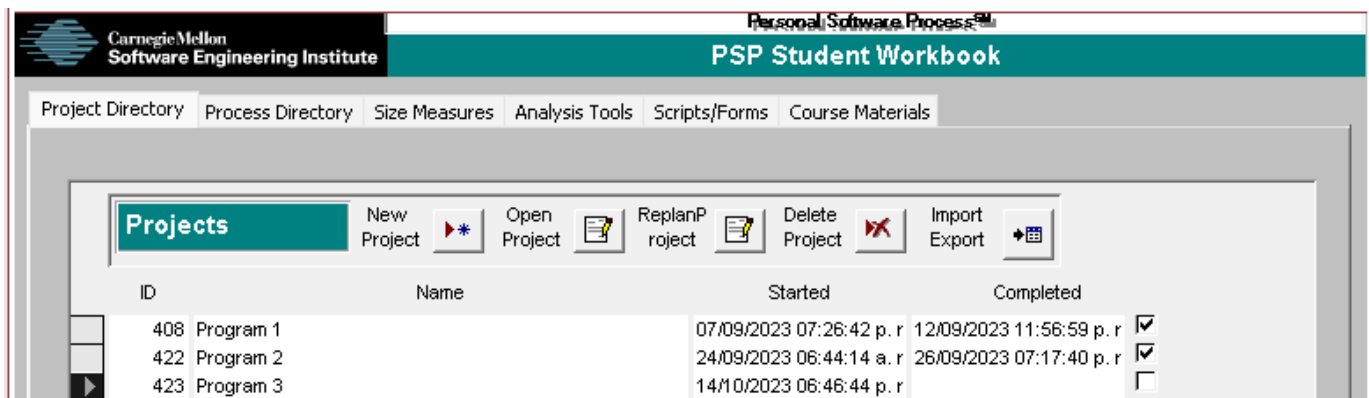 Personal Software Process℠
Carnegie Mellon
Software Engineering Institute
PSP Student Workbook
Project Directory Process Directory Size Measures Analysis Tools Scripts/Forms Course Materials
Projects
New
Project
Open
Project
ReplanP
roject
Delete
Project
Import
Export
ID Name Started Completed
408 Program 1 07/09/2023 07:26:42 p. r 12/09/2023 11:56:59 p. r
422 Program 2 24/09/2023 06:44:14 a. r 26/09/2023 07:17:40 p. r
423 Program 3 14/10/2023 06:46:44 p. r